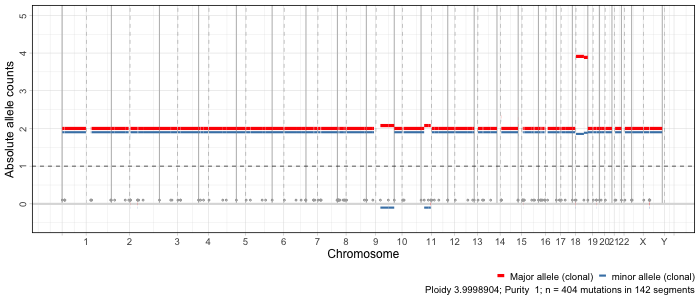 Absolute allele counts
5
4
3
2
1
0
1 2 3 4 5 6 7 8 9 10 11 12 13 14 15 16 17 18 19 20 21 22 X Y
Chromosome
Major allele (clonal) minor allele (clonal)
Ploidy 3.9998904; Purity 1; n = 404 mutations in 142 segments